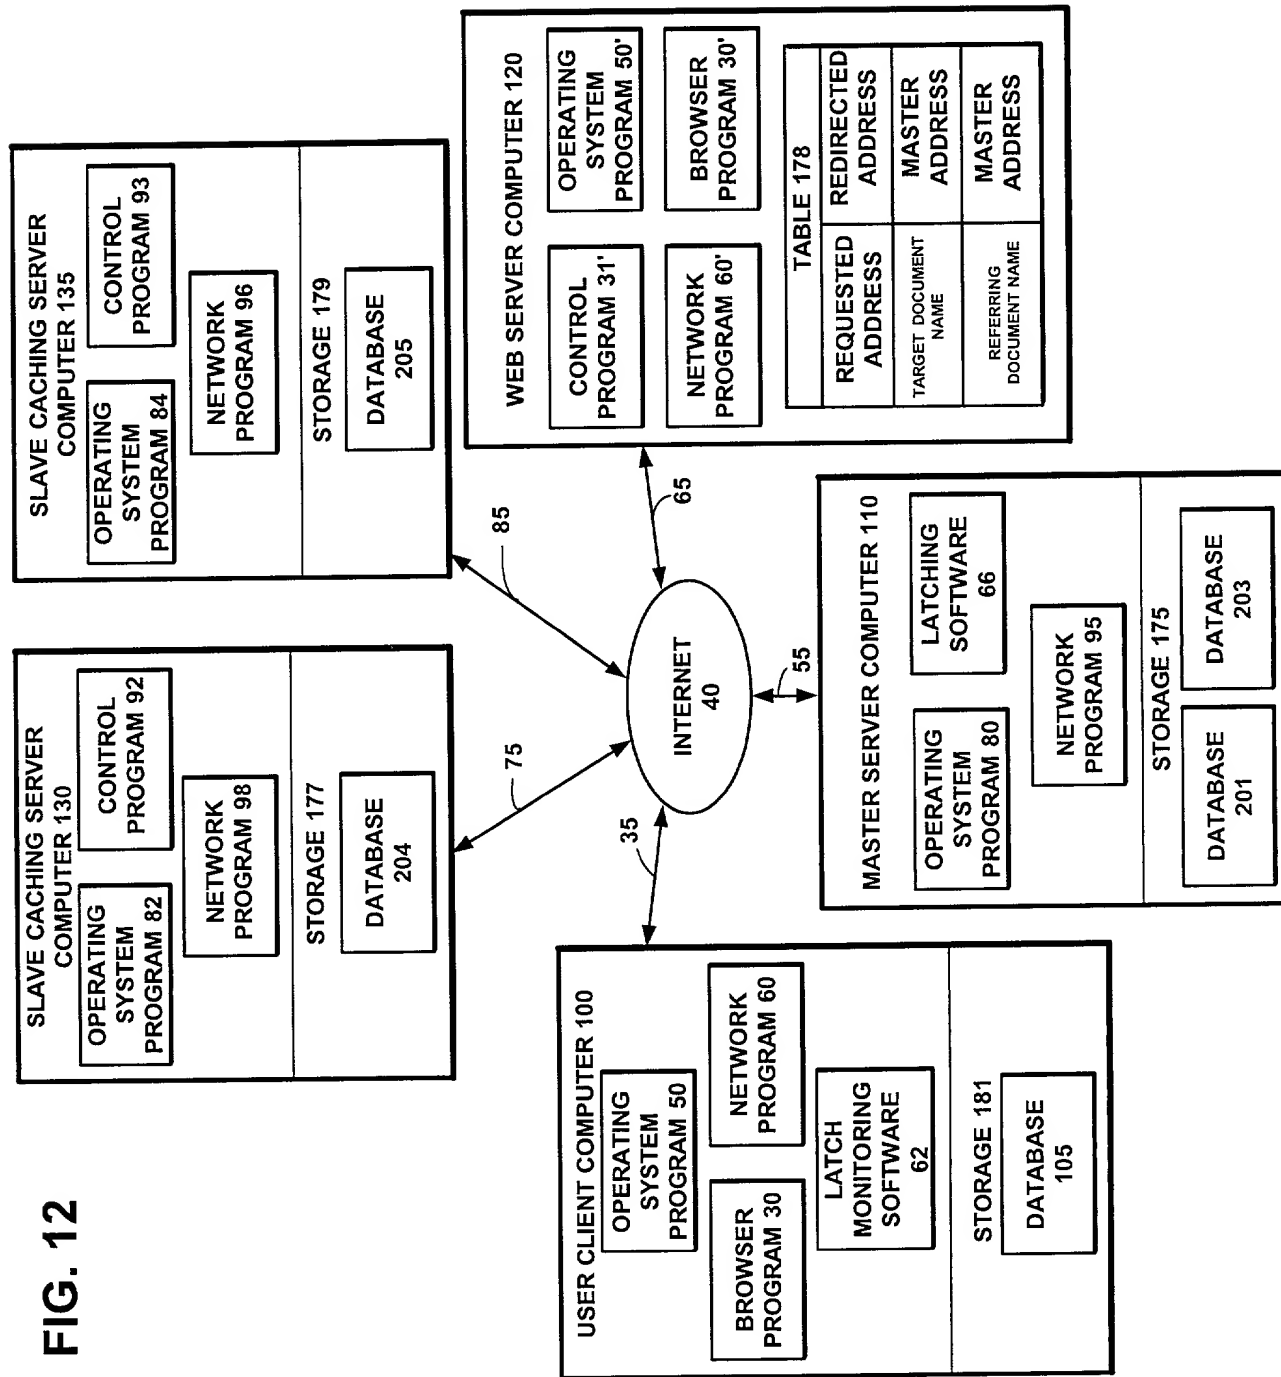 FIG. 12
SLAVE CACHING SERVER
COMPUTER 130
OPERATING
SYSTEM
PROGRAM 82
CONTROL
PROGRAM 92
NETWORK
PROGRAM 98
STORAGE 177
DATABASE
204
SLAVE CACHING SERVER
COMPUTER 135
OPERATING
SYSTEM
PROGRAM 84
CONTROL
PROGRAM 93
NETWORK
PROGRAM 96
STORAGE 179
DATABASE
205
75
85
INTERNET
40
35
55
65
USER CLIENT COMPUTER 100
OPERATING
SYSTEM
PROGRAM 50
BROWSER
PROGRAM 30
NETWORK
PROGRAM 60
LATCH
MONITORING
SOFTWARE
62
STORAGE 181
DATABASE
105
MASTER SERVER COMPUTER 110
OPERATING
SYSTEM
PROGRAM 80
LATCHING
SOFTWARE
66
NETWORK
PROGRAM 95
STORAGE 175
DATABASE
201
DATABASE
203
WEB SERVER COMPUTER 120
CONTROL
PROGRAM 31'
OPERATING
SYSTEM
PROGRAM 50'
NETWORK
PROGRAM 60'
BROWSER
PROGRAM 30'
TABLE 178
REQUESTED
ADDRESS
REDIRECTED
ADDRESS
TARGET DOCUMENT
NAME
MASTER
ADDRESS
REFERRING
DOCUMENT NAME
MASTER
ADDRESS